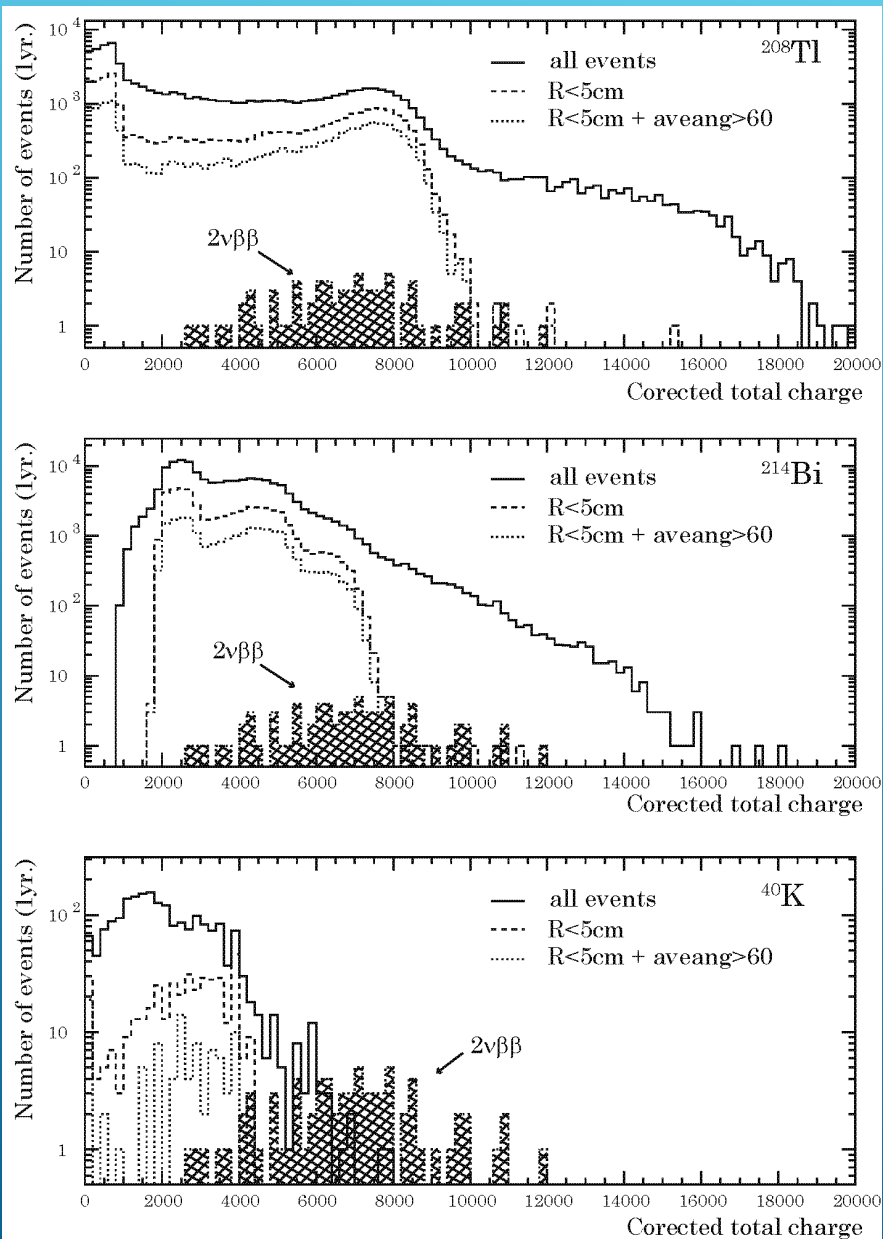 Number of events (1yr.)
10⁴
10³
10²
10
1
²⁰⁸Tl
all events
R<5cm
R<5cm + aveang>60
2νββ
0 2000 4000 6000 8000 10000 12000 14000 16000 18000 20000
Corected total charge
Number of events (1yr.)
10⁴
10³
10²
10
1
²¹⁴Bi
all events
R<5cm
R<5cm + aveang>60
2νββ
0 2000 4000 6000 8000 10000 12000 14000 16000 18000 20000
Corected total charge
Number of events (1yr.)
10²
10
1
⁴⁰K
all events
R<5cm
R<5cm + aveang>60
2νββ
0 2000 4000 6000 8000 10000 12000 14000 16000 18000 20000
Corected total charge